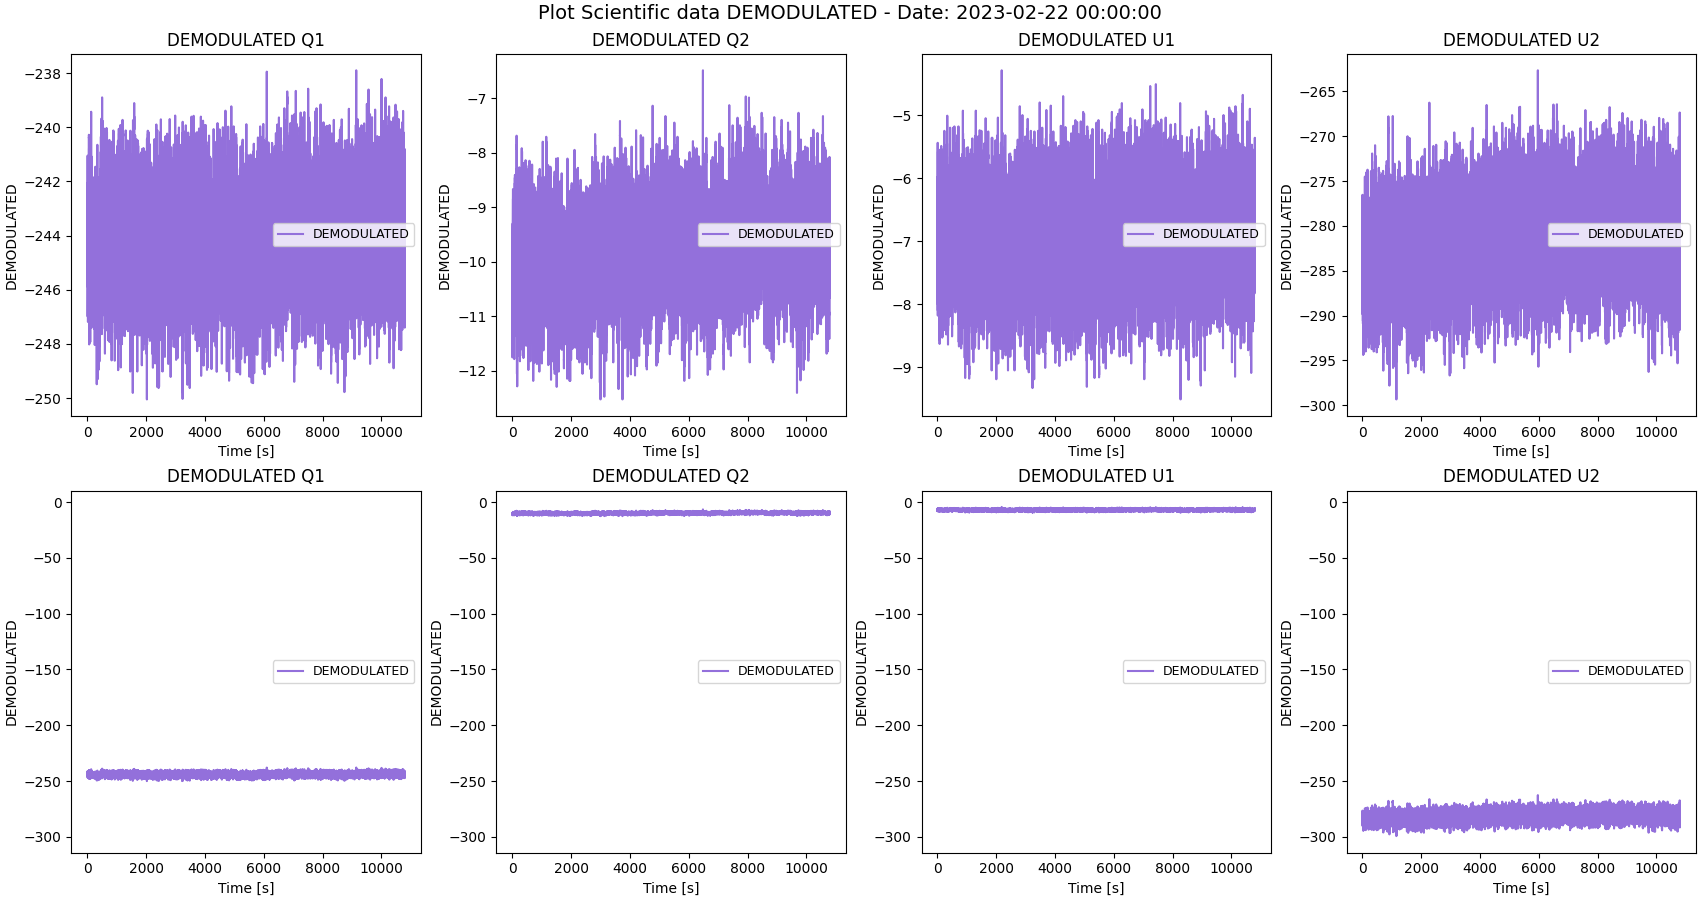 Plot Scientific data DEMODULATED - Date: 2023-02-22 00:00:00
DEMODULATED Q1
DEMODULATED
−238
−240
−242
−244
−246
−248
−250
DEMODULATED
0 2000 4000 6000 8000 10000
Time [s]
DEMODULATED Q2
DEMODULATED
−7
−8
−9
−10
−11
−12
DEMODULATED
0 2000 4000 6000 8000 10000
Time [s]
DEMODULATED U1
DEMODULATED
−5
−6
−7
−8
−9
DEMODULATED
0 2000 4000 6000 8000 10000
Time [s]
DEMODULATED U2
DEMODULATED
−265
−270
−275
−280
−285
−290
−295
−300
DEMODULATED
0 2000 4000 6000 8000 10000
Time [s]
DEMODULATED Q1
DEMODULATED
0
−50
−100
−150
−200
−250
−300
DEMODULATED
0 2000 4000 6000 8000 10000
Time [s]
DEMODULATED Q2
DEMODULATED
0
−50
−100
−150
−200
−250
−300
DEMODULATED
0 2000 4000 6000 8000 10000
Time [s]
DEMODULATED U1
DEMODULATED
0
−50
−100
−150
−200
−250
−300
DEMODULATED
0 2000 4000 6000 8000 10000
Time [s]
DEMODULATED U2
DEMODULATED
0
−50
−100
−150
−200
−250
−300
DEMODULATED
0 2000 4000 6000 8000 10000
Time [s]